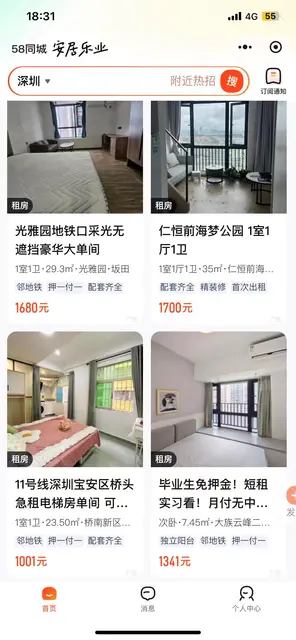 18:31
4G 55
58同城 安居乐业
深圳 附近热招 搜
订阅通知
租房
光雅园地铁口采光无
遮挡豪华大单间
1室1卫·29.3㎡·光雅园·坂田
邻地铁 押一付一 配套齐全
1680元
租房
仁恒前海梦公园 1室1
厅1卫
1室1厅1卫·35㎡·仁恒前海...
配套齐全 精装修 首次出租
1700元
租房
11号线深圳宝安区桥头
急租电梯房单间 可...
1室1卫·23.50㎡·桥南新区...
邻地铁 押一付一 配套齐全
1001元
租房
毕业生免押金！短租
实习看！月付无中...
次卧·7.45㎡·大族云峰二...
独立阳台 邻地铁 押一付一
1341元
发
首页
消息
个人中心